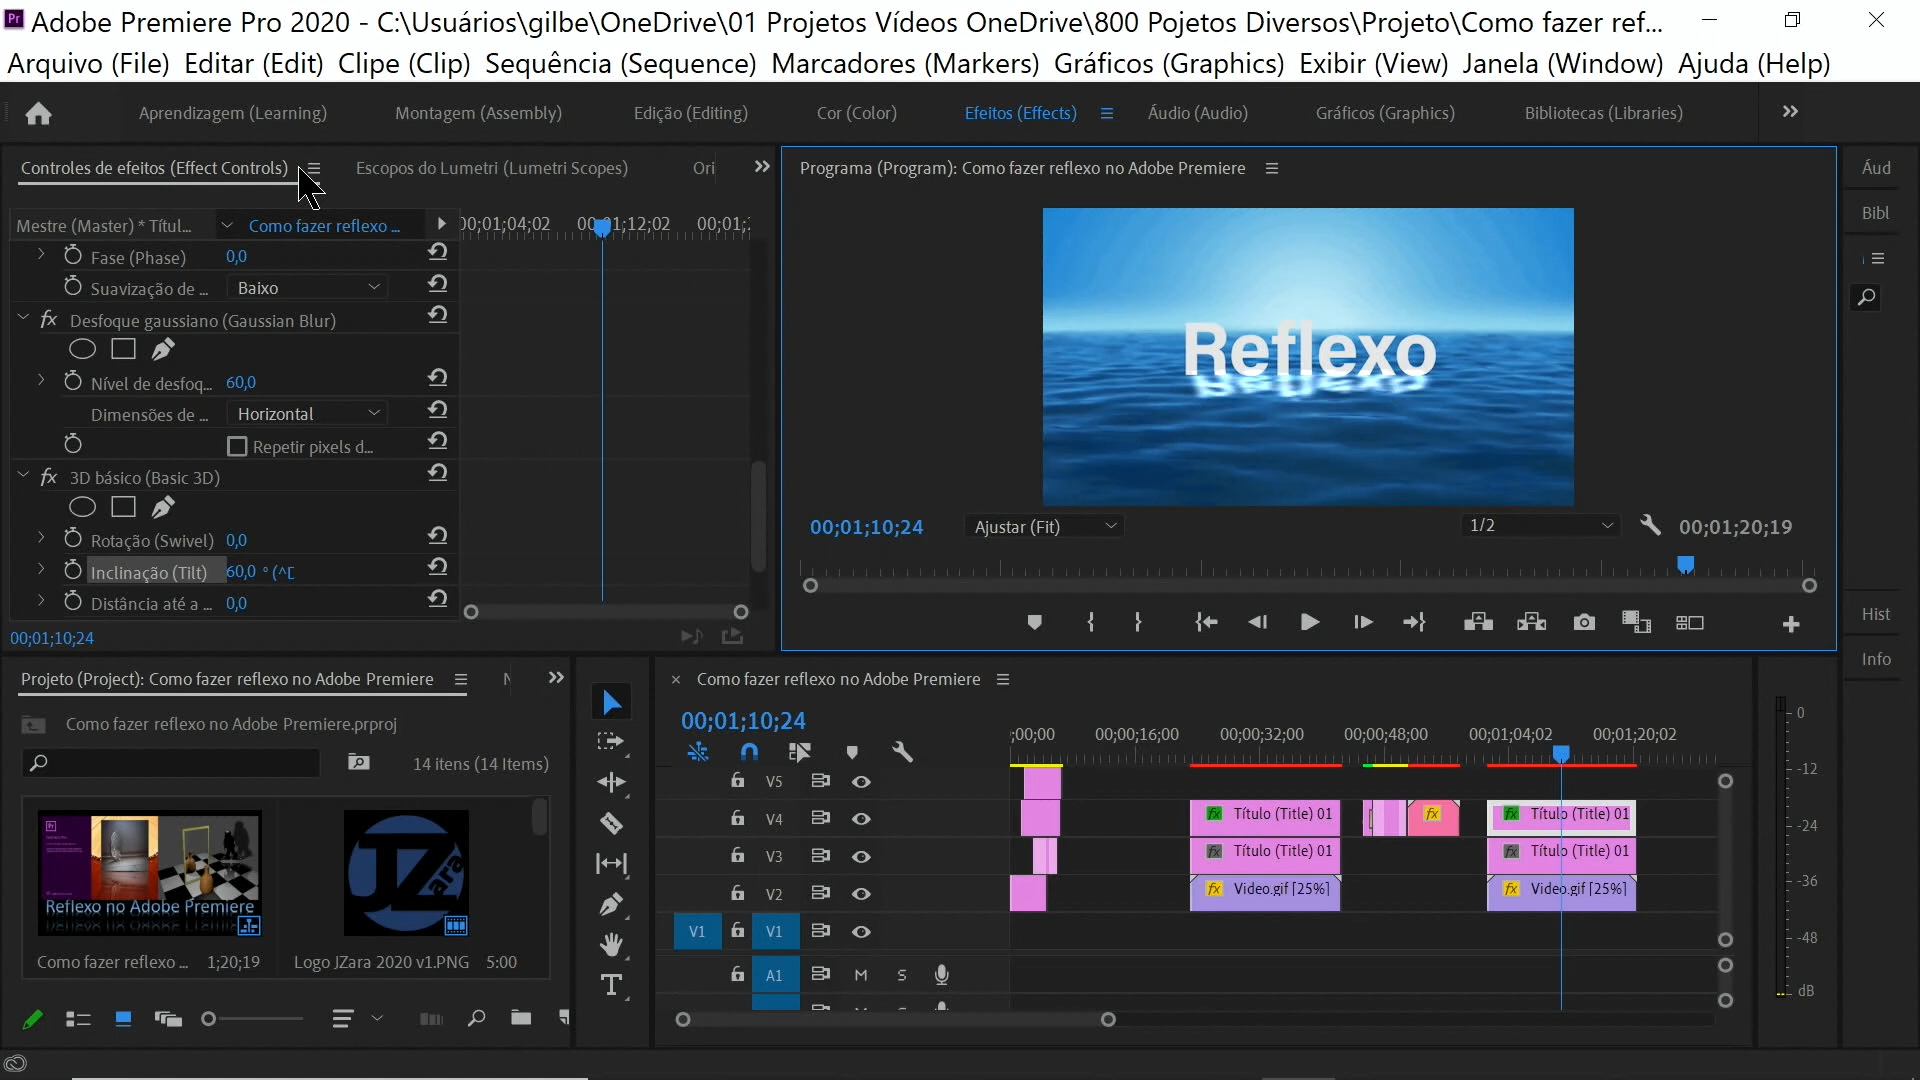 Adobe Premiere Pro 2020 - C:\Usuários\gilbe\OneDrive\01 Projetos Vídeos OneDrive\800 Pojetos Diversos\Projeto\Como fazer ref...
Arquivo (File) Editar (Edit) Clipe (Clip) Sequência (Sequence) Marcadores (Markers) Gráficos (Graphics) Exibir (View) Janela (Window) Ajuda (Help)
Aprendizagem (Learning) Montagem (Assembly) Edição (Editing) Cor (Color) Efeitos (Effects) Áudio (Audio) Gráficos (Graphics) Bibliotecas (Libraries)
Controles de efeitos (Effect Controls) Escopos do Lumetri (Lumetri Scopes) Ori
Mestre (Master) * Títul... Como fazer reflexo ...
00;01;04;02 00;01;12;02 00;01;
Fase (Phase) 0,0
Suavização de ... Baixo
fx Desfoque gaussiano (Gaussian Blur)
Nível de desfoq... 60,0
Dimensões de ... Horizontal
Repetir pixels d...
fx 3D básico (Basic 3D)
Rotação (Swivel) 0,0
Inclinação (Tilt) 60,0 °
Distância até a ... 0,0
00;01;10;24
Programa (Program): Como fazer reflexo no Adobe Premiere
Reflexo
Reflexo
00;01;10;24 Ajustar (Fit) 1/2 00;01;20;19
Áud
Bibl
Hist
Info
Projeto (Project): Como fazer reflexo no Adobe Premiere
Como fazer reflexo no Adobe Premiere.prproj
14 itens (14 Items)
Pr
Reflexo no Adobe Premiere
JZara
Como fazer reflexo ... 1;20;19
Logo JZara 2020 v1.PNG 5:00
Como fazer reflexo no Adobe Premiere
00;01;10;24
;00;00 00;00;16;00 00;00;32;00 00;00;48;00 00;01;04;02 00;01;20;02
V5
V4 fx Título (Title) 01 fx fx Título (Title) 01
V3 fx Título (Title) 01 fx Título (Title) 01
V2 fx Video.gif [25%] fx Video.gif [25%]
V1 V1
A1 M S
0
-12
-24
-36
-48
dB